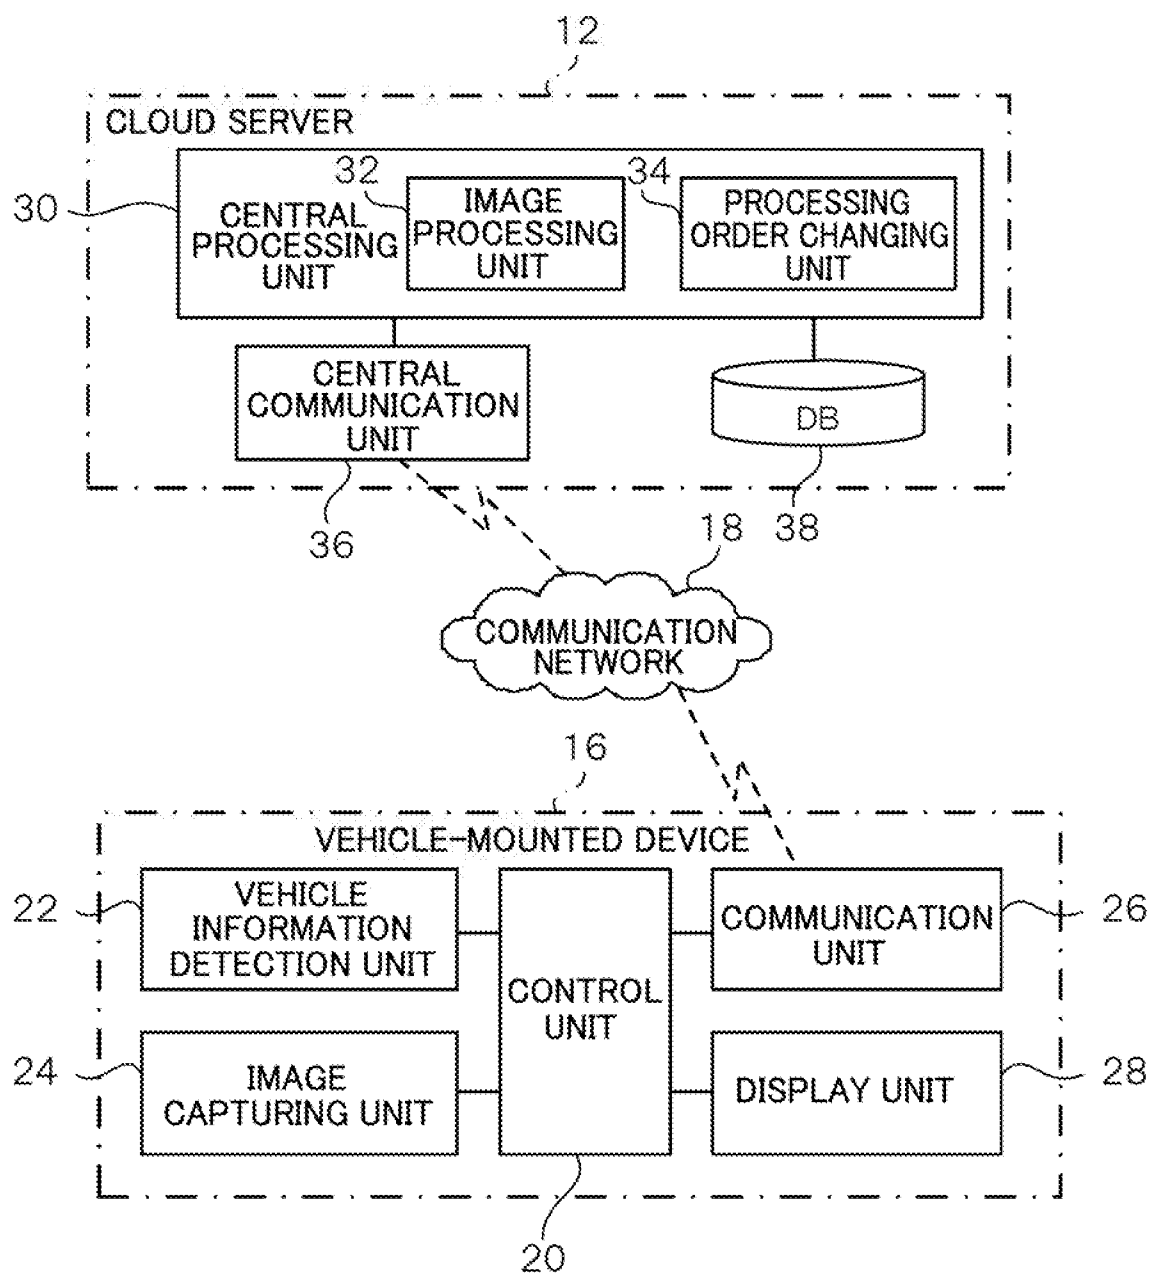 12
CLOUD SERVER
30
CENTRAL
PROCESSING
UNIT
32
IMAGE
PROCESSING
UNIT
34
PROCESSING
ORDER CHANGING
UNIT
CENTRAL
COMMUNICATION
UNIT
36
DB
38
18
COMMUNICATION
NETWORK
16
VEHICLE-MOUNTED DEVICE
22
VEHICLE
INFORMATION
DETECTION UNIT
24
IMAGE
CAPTURING UNIT
CONTROL
UNIT
20
COMMUNICATION
UNIT
26
DISPLAY UNIT
28